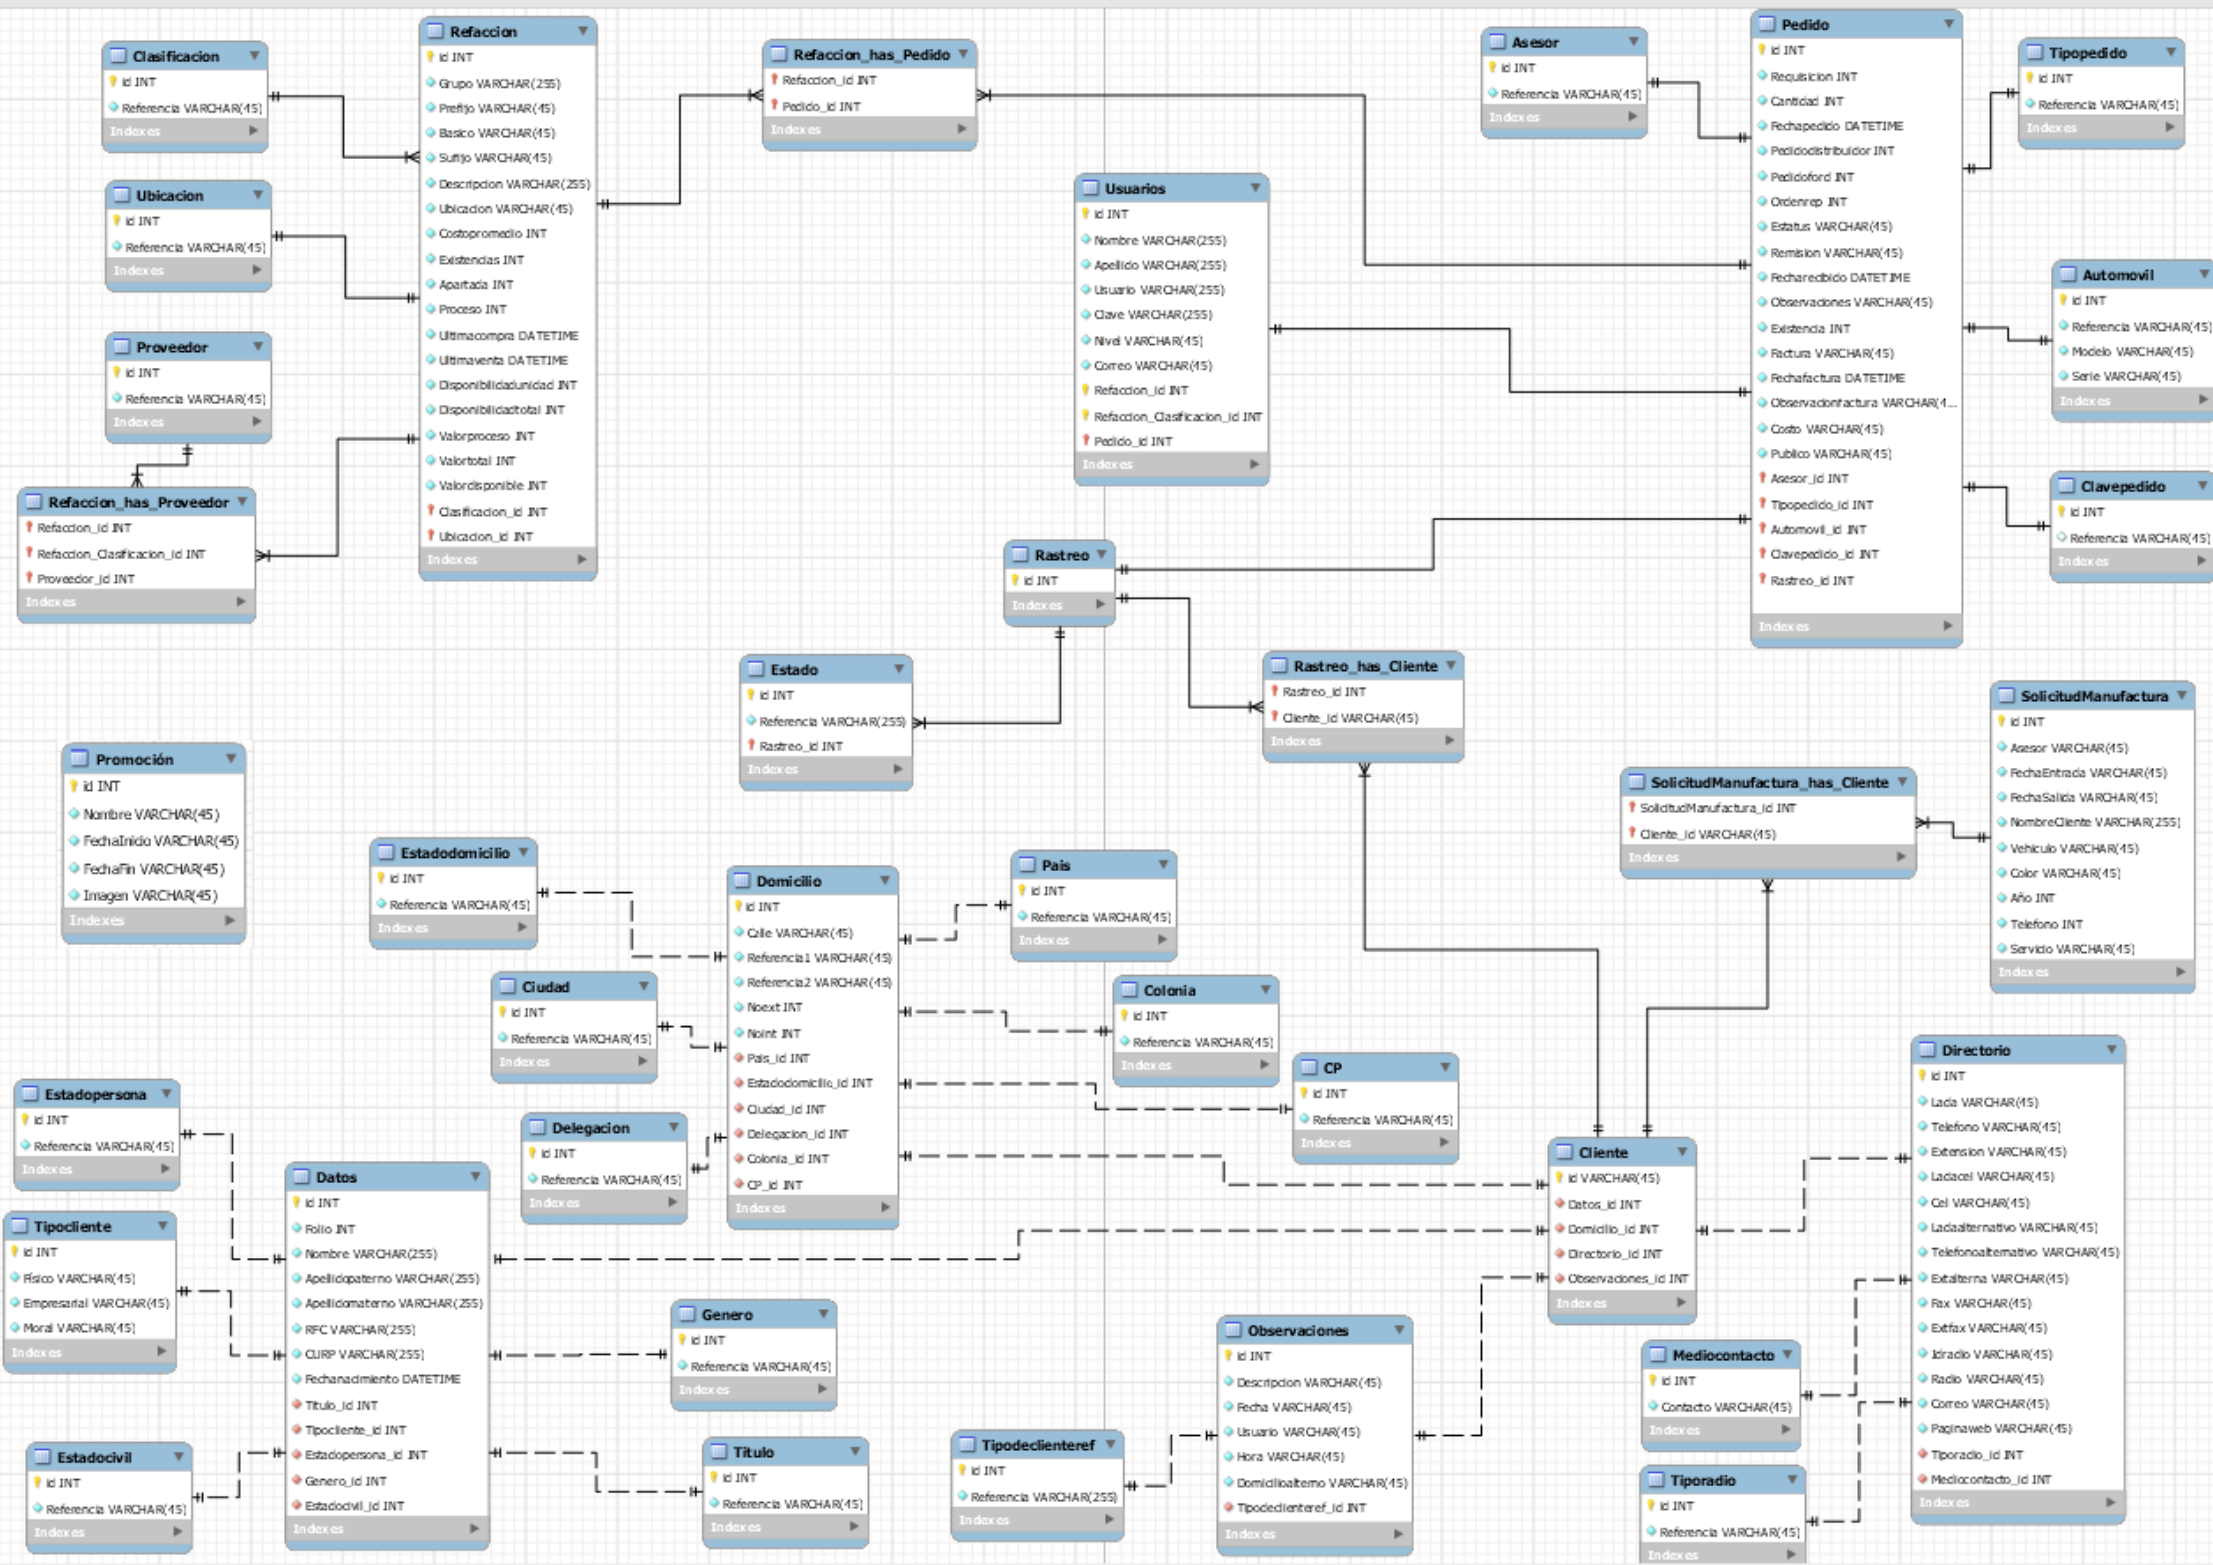 Clasificacion
id INT
Referencia VARCHAR(45)
Indexes
Ubicacion
id INT
Referencia VARCHAR(45)
Indexes
Proveedor
id INT
Referencia VARCHAR(45)
Indexes
Refaccion_has_Proveedor
Refaccion_id INT
Refaccion_Clasificacion_id INT
Proveedor_id INT
Indexes
Refaccion
id INT
Grupo VARCHAR(255)
Prefijo VARCHAR(45)
Basico VARCHAR(45)
Sufijo VARCHAR(45)
Descripcion VARCHAR(255)
Ubicacion VARCHAR(45)
Costopromedio INT
Existencias INT
Apartada INT
Proceso INT
Ultimacompra DATETIME
Ultimaventa DATETIME
Disponibilidadunidad INT
Disponibilidadtotal INT
Valorproceso INT
Valortotal INT
Valordisponible INT
Clasificacion_id INT
Ubicacion_id INT
Indexes
Refaccion_has_Pedido
Refaccion_id INT
Pedido_id INT
Indexes
Usuarios
id INT
Nombre VARCHAR(255)
Apellido VARCHAR(255)
Usuario VARCHAR(255)
Clave VARCHAR(255)
Nivel VARCHAR(45)
Correo VARCHAR(45)
Refaccion_id INT
Refaccion_Clasificacion_id INT
Pedido_id INT
Indexes
Asesor
id INT
Referencia VARCHAR(45)
Indexes
Pedido
id INT
Requisicion INT
Cantidad INT
Fechapedido DATETIME
Pedidodistribuidor INT
Pedidoford INT
Ordenrep INT
Estatus VARCHAR(45)
Remision VARCHAR(45)
Fecharecibido DATETIME
Observaciones VARCHAR(45)
Existencia INT
Factura VARCHAR(45)
Fechafactura DATETIME
Observacionfactura VARCHAR(4...
Costo VARCHAR(45)
Publico VARCHAR(45)
Asesor_id INT
Tipopedido_id INT
Automovil_id INT
Clavepedido_id INT
Rastreo_id INT
Indexes
Tipopedido
id INT
Referencia VARCHAR(45)
Indexes
Automovil
id INT
Referencia VARCHAR(45)
Modelo VARCHAR(45)
Serie VARCHAR(45)
Indexes
Clavepedido
id INT
Referencia VARCHAR(45)
Indexes
Rastreo
id INT
Indexes
Estado
id INT
Referencia VARCHAR(255)
Rastreo_id INT
Indexes
Rastreo_has_Cliente
Rastreo_id INT
Cliente_id VARCHAR(45)
Indexes
SolicitudManufactura_has_Cliente
SolicitudManufactura_id INT
Cliente_id VARCHAR(45)
Indexes
SolicitudManufactura
id INT
Asesor VARCHAR(45)
FechaEntrada VARCHAR(45)
FechaSalida VARCHAR(45)
NombreCliente VARCHAR(255)
Vehiculo VARCHAR(45)
Color VARCHAR(45)
Año INT
Telefono INT
Servicio VARCHAR(45)
Indexes
Promoción
id INT
Nombre VARCHAR(45)
FechaInicio VARCHAR(45)
FechaFin VARCHAR(45)
Imagen VARCHAR(45)
Indexes
Estadodomicilio
id INT
Referencia VARCHAR(45)
Indexes
Ciudad
id INT
Referencia VARCHAR(45)
Indexes
Delegacion
id INT
Referencia VARCHAR(45)
Indexes
Domicilio
id INT
Calle VARCHAR(45)
Referencia1 VARCHAR(45)
Referencia2 VARCHAR(45)
Noext INT
Noint INT
Pais_id INT
Estadodomicilio_id INT
Ciudad_id INT
Delegacion_id INT
Colonia_id INT
CP_id INT
Indexes
Pais
id INT
Referencia VARCHAR(45)
Indexes
Colonia
id INT
Referencia VARCHAR(45)
Indexes
CP
id INT
Referencia VARCHAR(45)
Indexes
Cliente
id VARCHAR(45)
Datos_id INT
Domicilio_id INT
Directorio_id INT
Observaciones_id INT
Indexes
Directorio
id INT
Lada VARCHAR(45)
Telefono VARCHAR(45)
Extension VARCHAR(45)
Ladacel VARCHAR(45)
Cel VARCHAR(45)
Ladaalternativo VARCHAR(45)
Telefonoalternativo VARCHAR(45)
Extalterna VARCHAR(45)
Fax VARCHAR(45)
Extfax VARCHAR(45)
Idradio VARCHAR(45)
Radio VARCHAR(45)
Correo VARCHAR(45)
Paginaweb VARCHAR(45)
Tiporadio_id INT
Mediocontacto_id INT
Indexes
Estadopersona
id INT
Referencia VARCHAR(45)
Indexes
Tipocliente
id INT
Fisico VARCHAR(45)
Empresarial VARCHAR(45)
Moral VARCHAR(45)
Indexes
Estadocivil
id INT
Referencia VARCHAR(45)
Indexes
Datos
id INT
Folio INT
Nombre VARCHAR(255)
Apellidopaterno VARCHAR(255)
Apellidomaterno VARCHAR(255)
RFC VARCHAR(255)
CURP VARCHAR(255)
Fechanacimiento DATETIME
Titulo_id INT
Tipocliente_id INT
Estadopersona_id INT
Genero_id INT
Estadocivil_id INT
Indexes
Genero
id INT
Referencia VARCHAR(45)
Indexes
Titulo
id INT
Referencia VARCHAR(45)
Indexes
Tipodeclienteref
id INT
Referencia VARCHAR(255)
Indexes
Observaciones
id INT
Descripcion VARCHAR(45)
Fecha VARCHAR(45)
Usuario VARCHAR(45)
Hora VARCHAR(45)
Domicilioalterno VARCHAR(45)
Tipodeclienteref_id INT
Indexes
Mediocontacto
id INT
Contacto VARCHAR(45)
Indexes
Tiporadio
id INT
Referencia VARCHAR(45)
Indexes